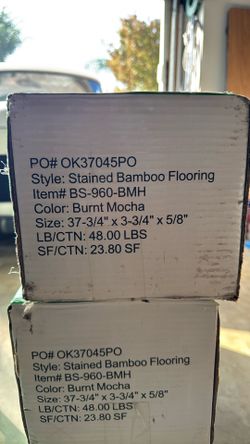 PO# OK37045PO
Style: Stained Bamboo Flooring
Item# BS-960-BMH
Color: Burnt Mocha
Size: 37-3/4" x 3-3/4" x 5/8"
LB/CTN: 48.00 LBS
SF/CTN: 23.80 SF
PO# OK37045PO
Style: Stained Bamboo Flooring
Item# BS-960-BMH
Color: Burnt Mocha
Size: 37-3/4" x 3-3/4" x 5/8"
LB/CTN: 48.00 LBS
SF/CTN: 23.80 SF